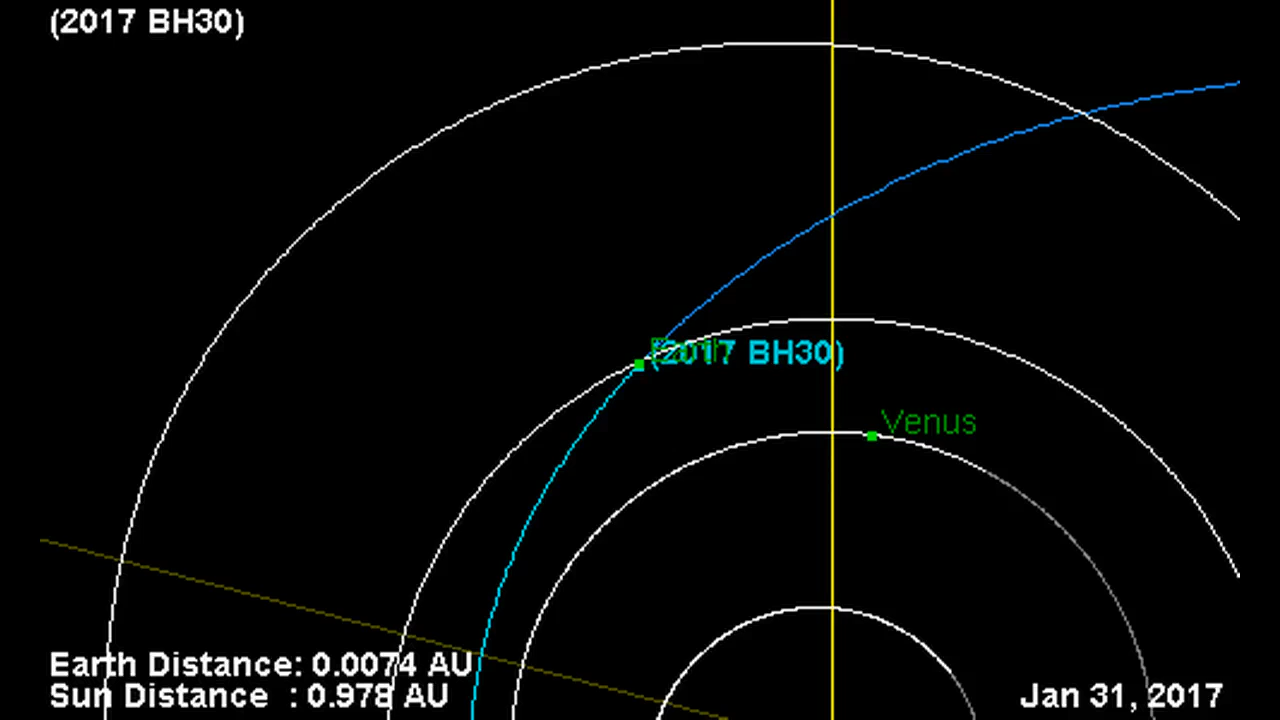 (2017 BH30)
(2017 BH30)
Venus
Earth Distance: 0.0074 AU
Sun Distance : 0.978 AU
Jan 31, 2017